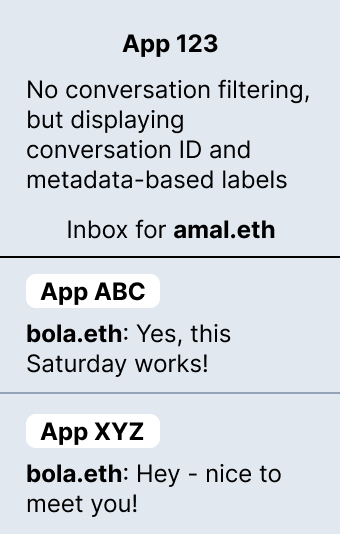 App 123
No conversation filtering,
but displaying
conversation ID and
metadata-based labels
Inbox for amal.eth
App ABC
bola.eth: Yes, this
Saturday works!
App XYZ
bola.eth: Hey - nice to
meet you!